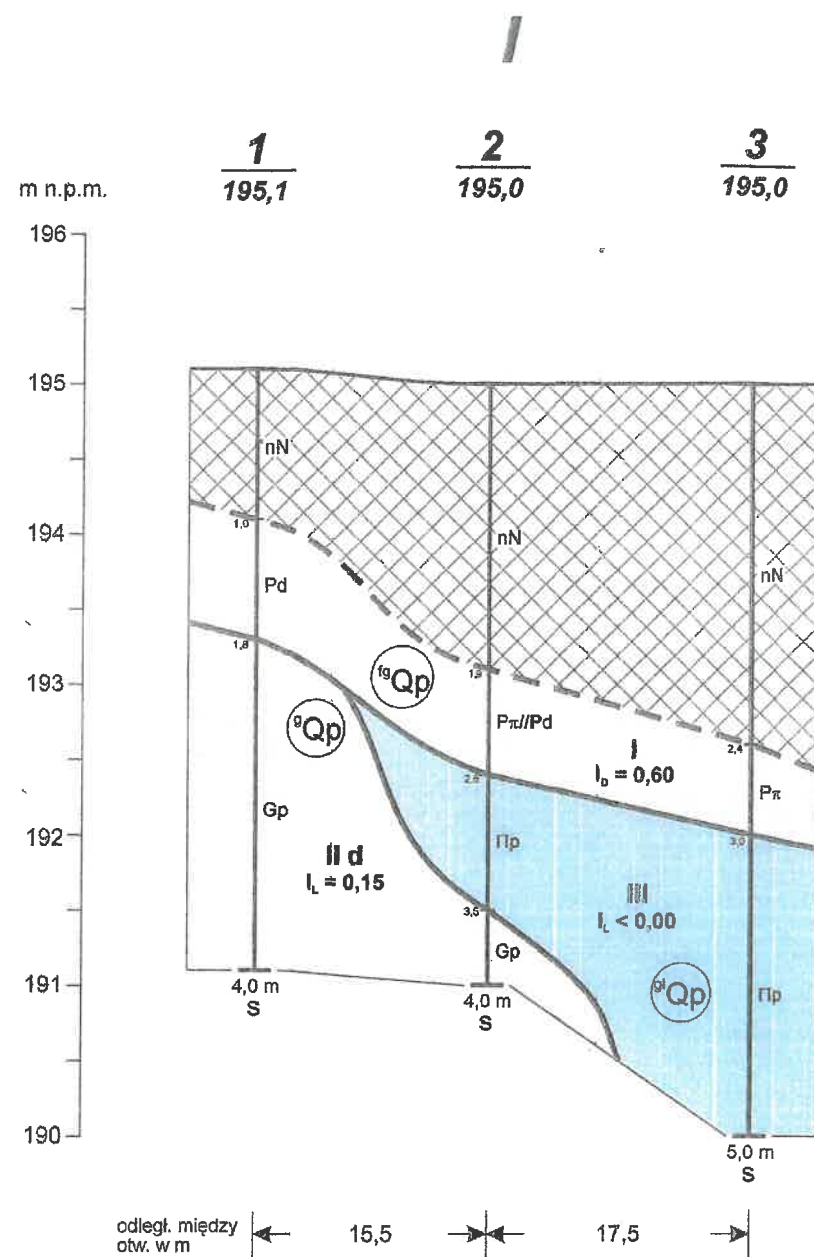 I
1 2 3
m n.p.m. 195,1 195,0 195,0
196
195
nN
194
1,0
nN
nN
Pd
1,8
193
fgQp
1,9
gQp
Pπ//Pd
I
2,4
I_D = 0,60
2,6
Pπ
192
3,0
Gp
II d
Πp
I_L = 0,15
III
I_L < 0,00
3,5
Gp
191
glQp
Πp
4,0 m
S
4,0 m
S
190
5,0 m
S
odległ. między
otw. w m
15,5 17,5